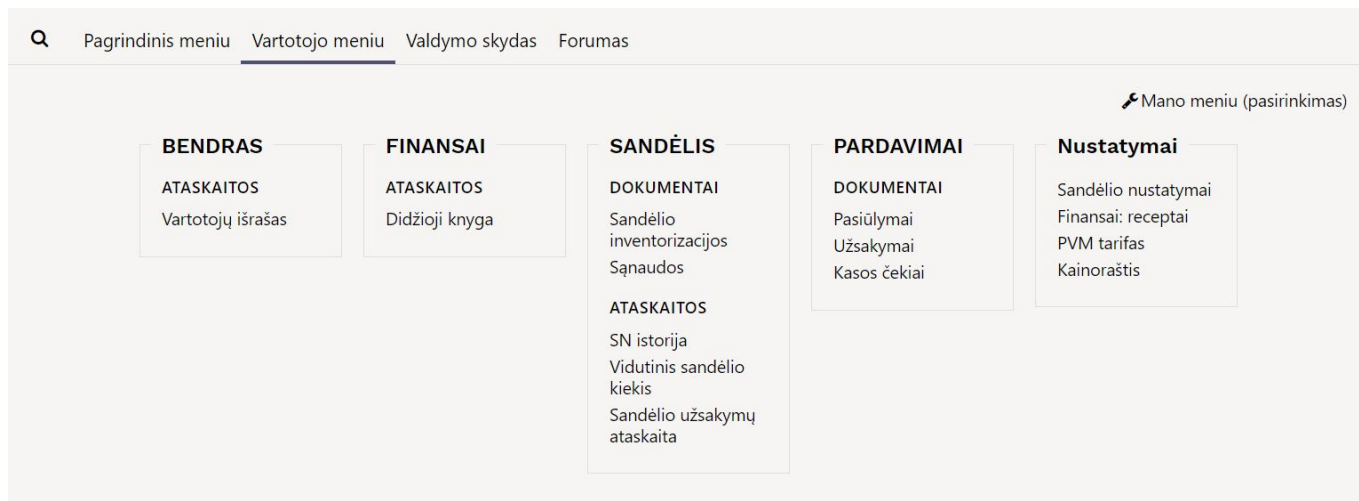 Pagrindinis meniu Vartotojo meniu Valdymo skydas Forumas
Mano meniu (pasirinkimas)
BENDRAS
ATASKAITOS
Vartotojų išrašas
FINANSAI
ATASKAITOS
Didžioji knyga
SANDĖLIS
DOKUMENTAI
Sandėlio
inventorizacijos
Sąnaudos
ATASKAITOS
SN istorija
Vidutinis sandėlio
kiekis
Sandėlio užsakymų
ataskaita
PARDAVIMAI
DOKUMENTAI
Pasiūlymai
Užsakymai
Kasos čekiai
Nustatymai
Sandėlio nustatymai
Finansai: receptai
PVM tarifas
Kainoraštis